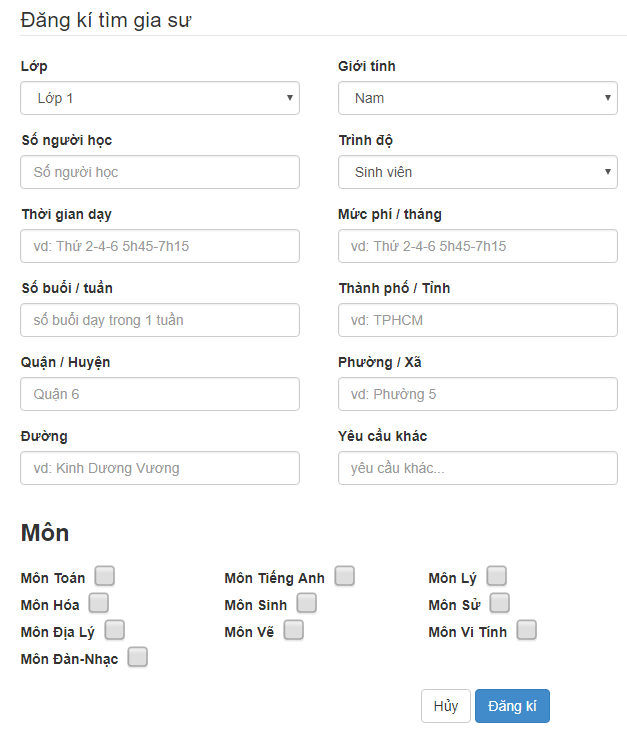 Đăng kí tìm gia sư
Lớp Giới tính
Lớp 1 Nam
Số người học Trình độ
Số người học Sinh viên
Thời gian dạy Mức phí / tháng
vd: Thứ 2-4-6 5h45-7h15 vd: Thứ 2-4-6 5h45-7h15
Số buổi / tuần Thành phố / Tỉnh
số buổi dạy trong 1 tuần vd: TPHCM
Quận / Huyện Phường / Xã
Quận 6 vd: Phường 5
Đường Yêu cầu khác
vd: Kinh Dương Vương yêu cầu khác...
Môn
Môn Toán Môn Tiếng Anh Môn Lý
Môn Hóa Môn Sinh Môn Sử
Môn Địa Lý Môn Vẽ Môn Vi Tính
Môn Đàn-Nhạc
Hủy Đăng kí